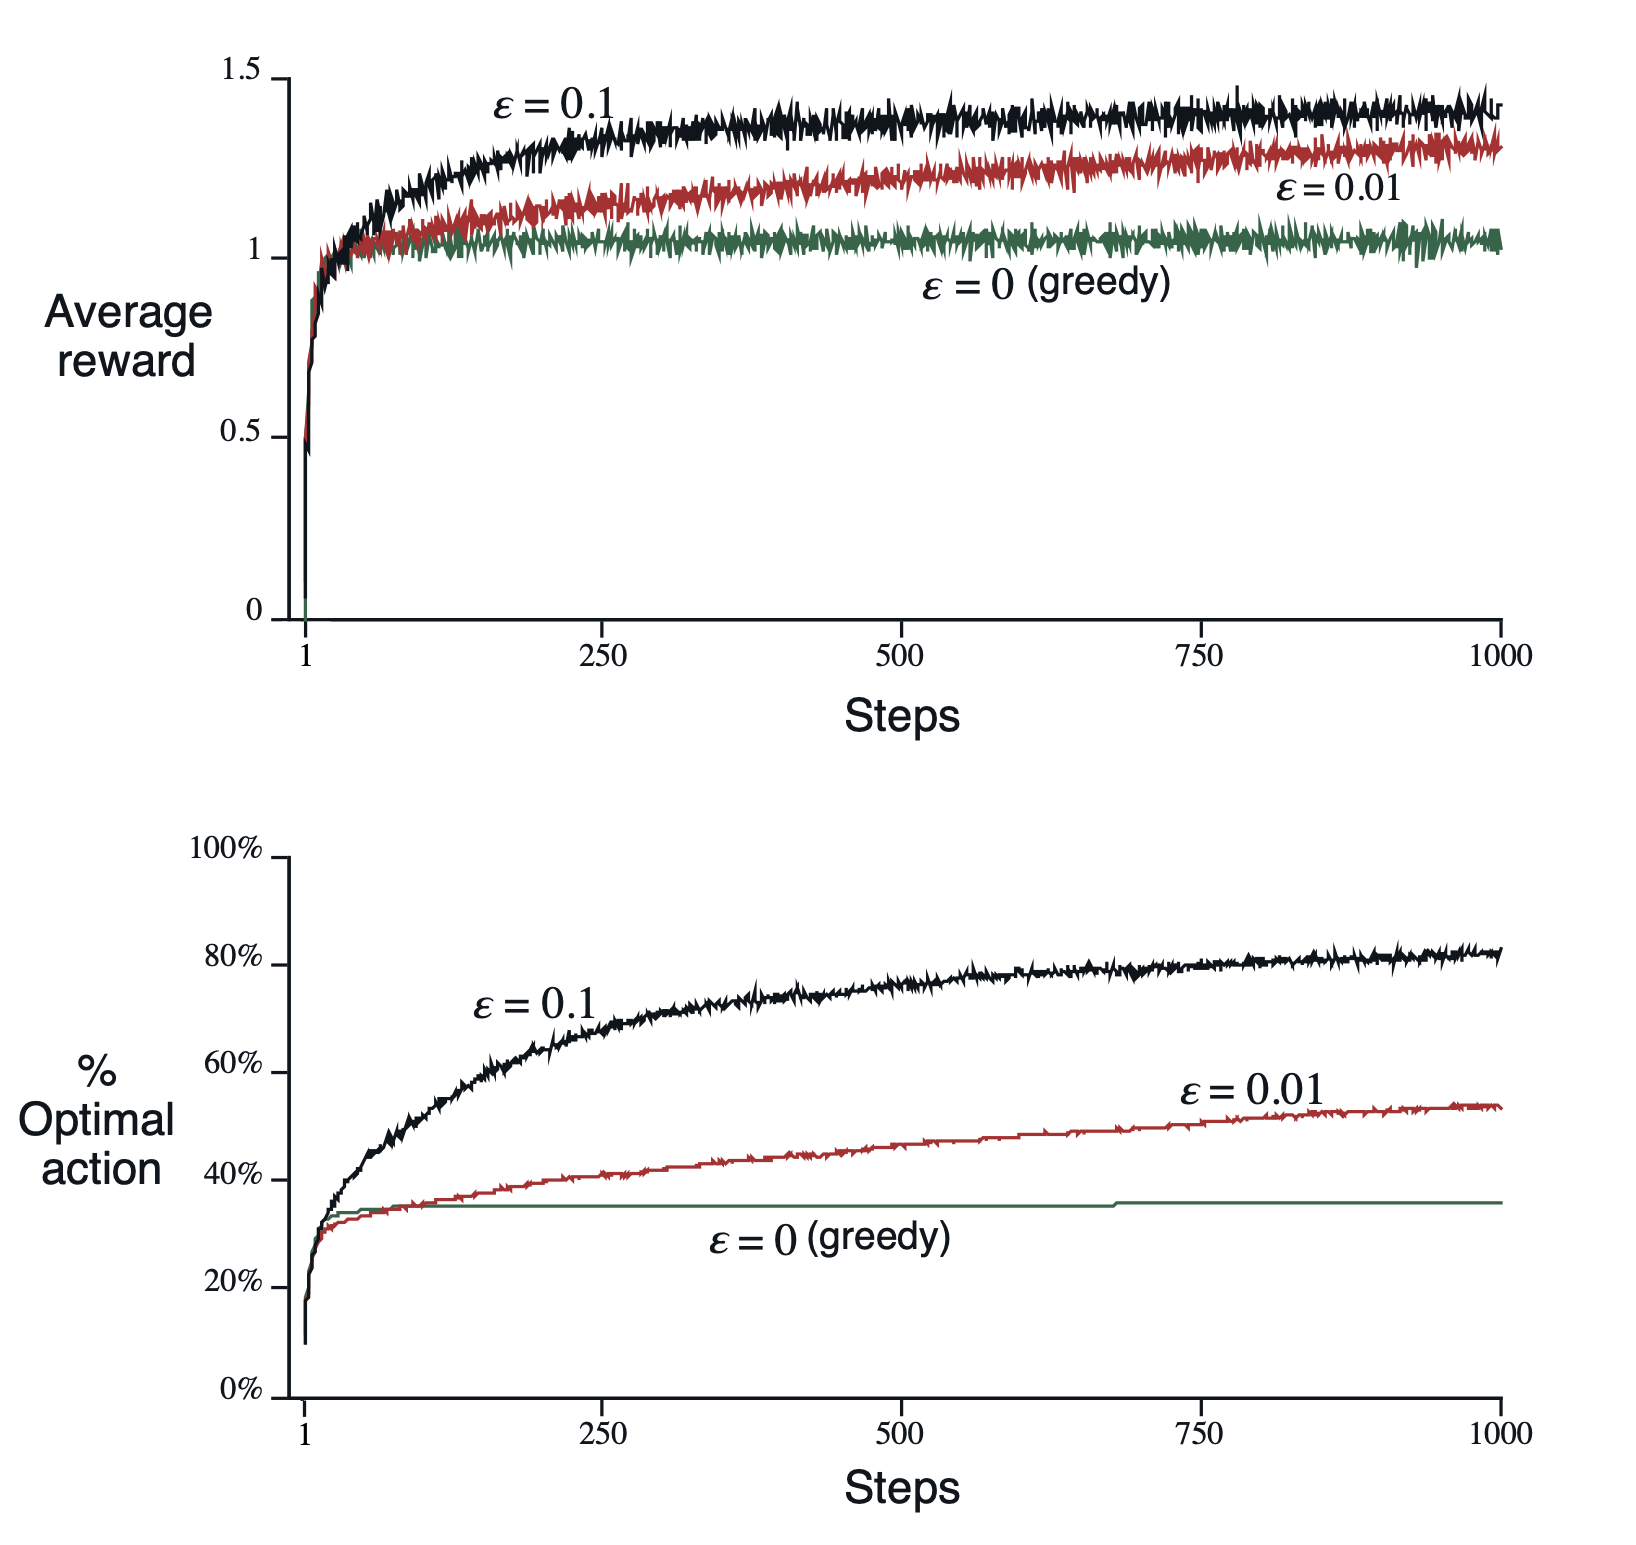 1.5
ε = 0.1
1
ε = 0.01
ε = 0 (greedy)
Average
reward
0.5
0
1 250 500 750 1000
Steps
100%
80%
ε = 0.1
60%
%
Optimal
action
ε = 0.01
40%
ε = 0 (greedy)
20%
0%
1 250 500 750 1000
Steps